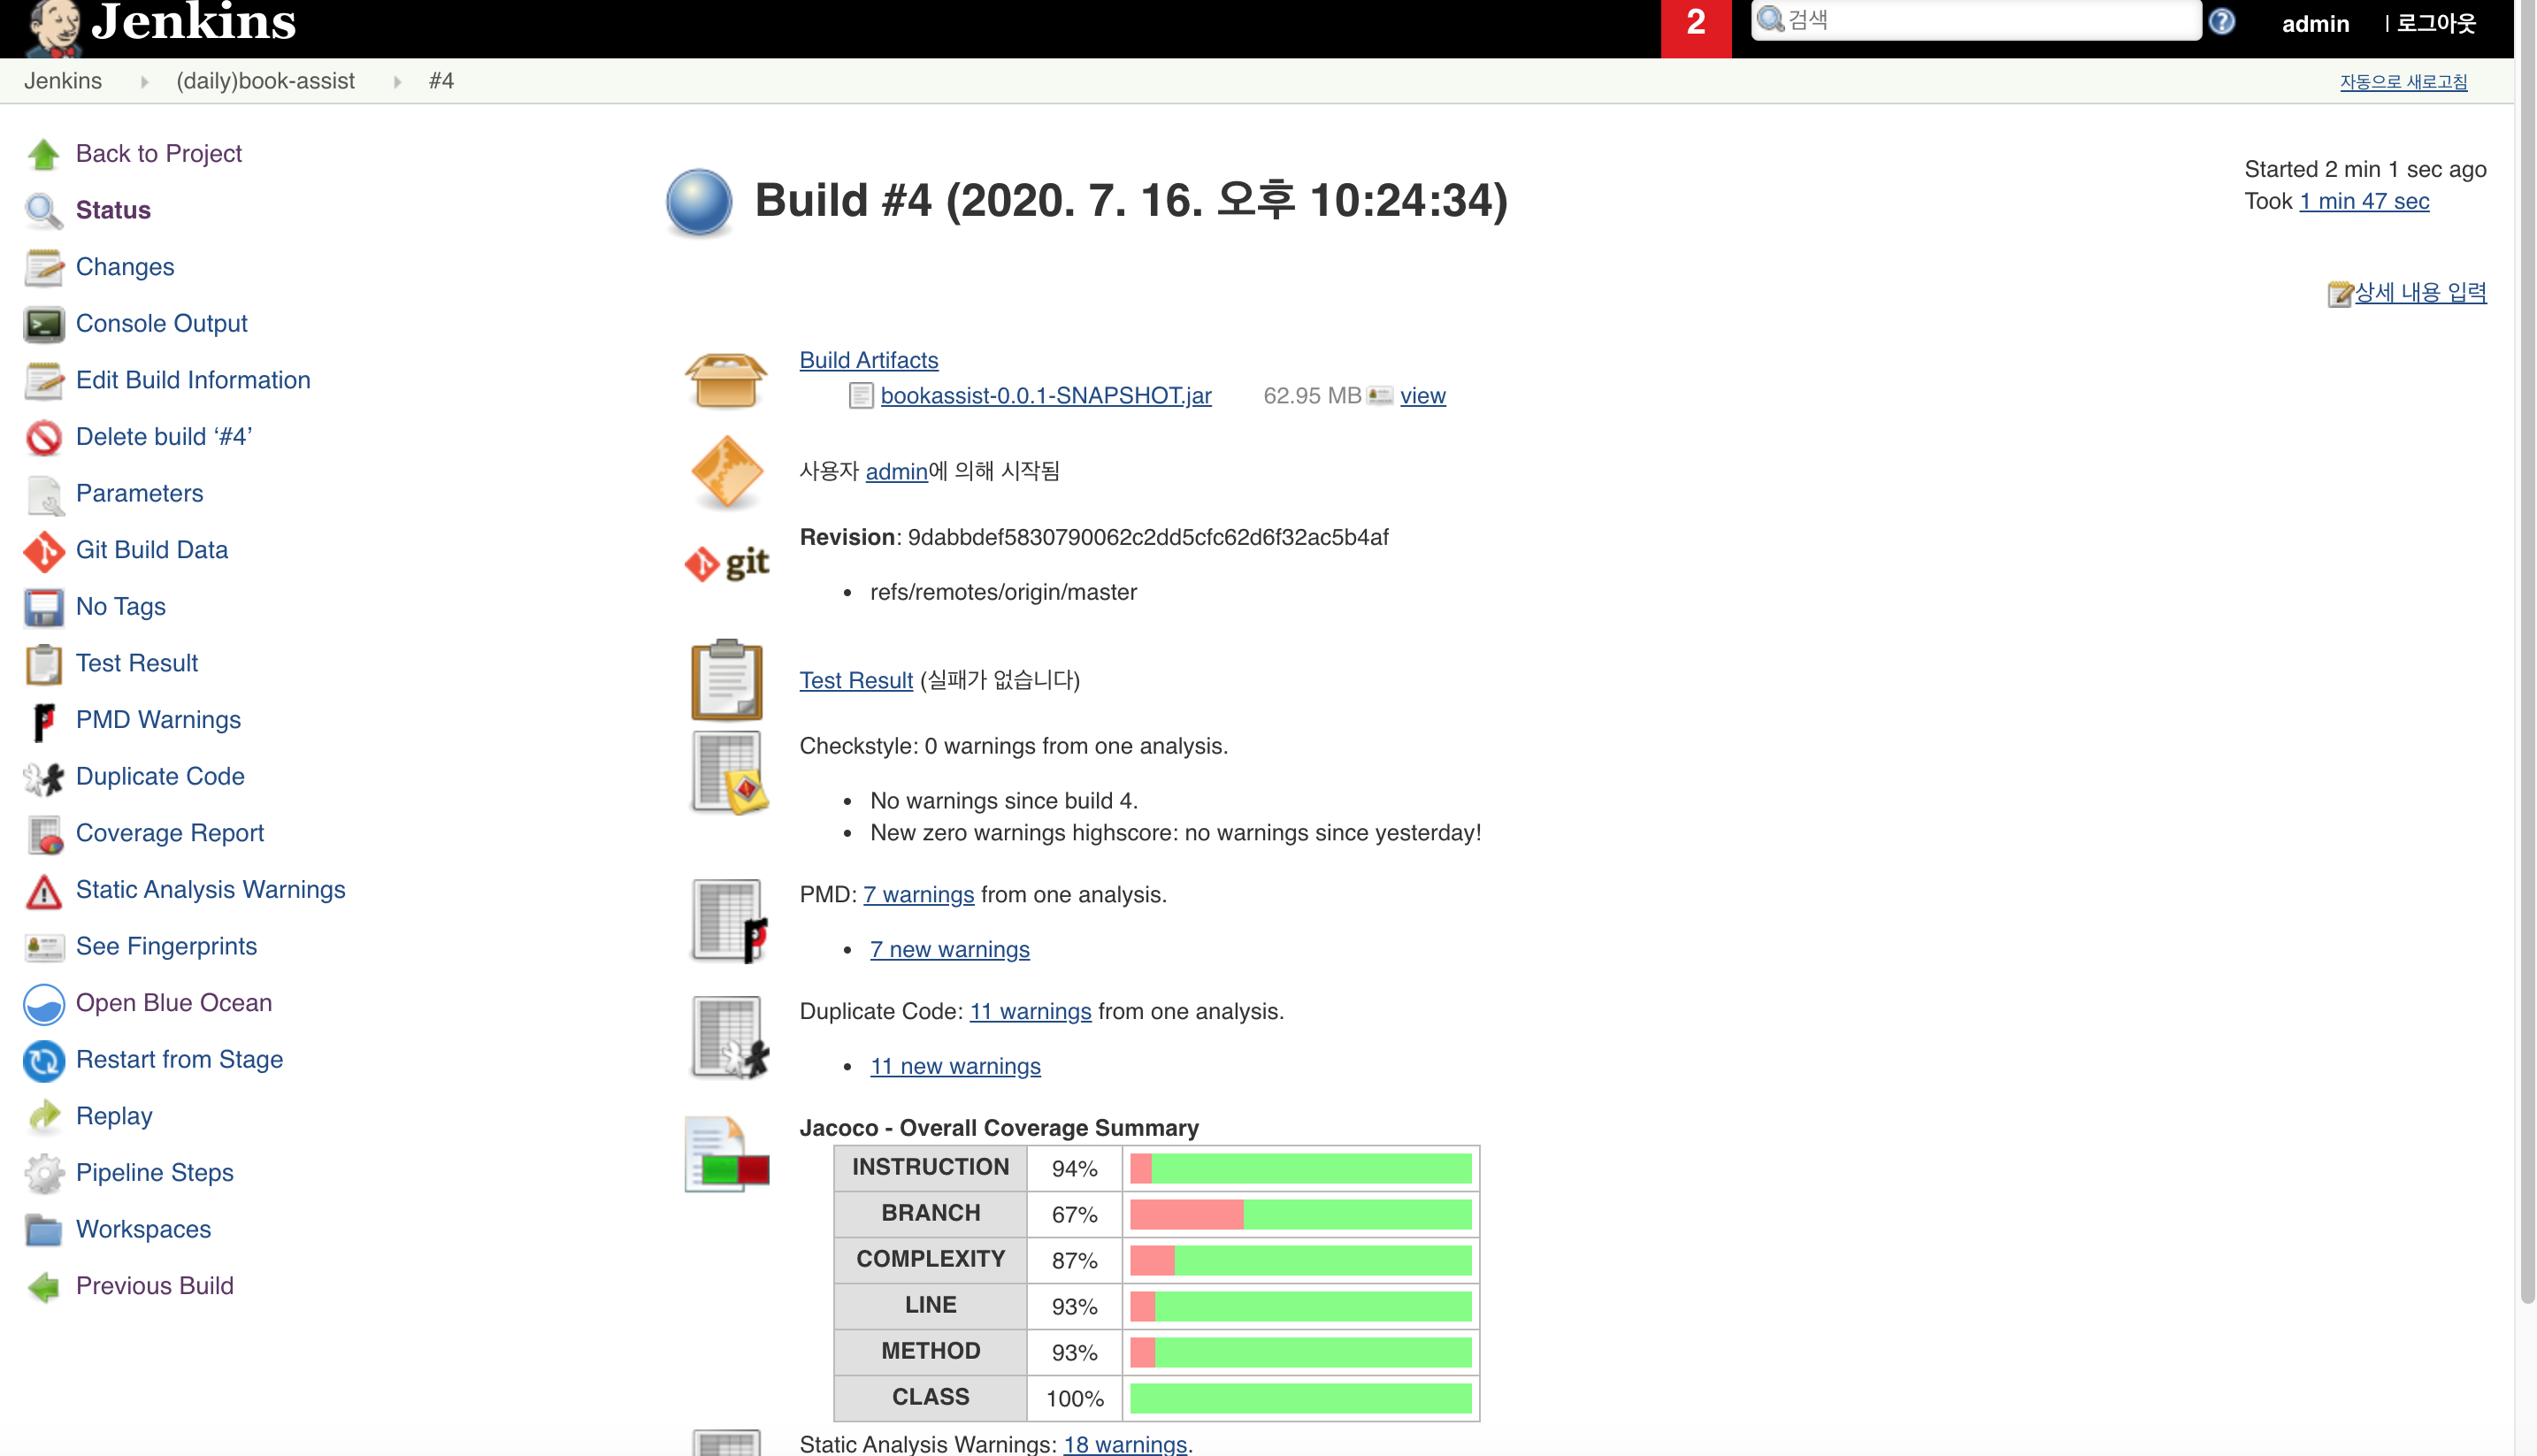 Jenkins
2
검색
admin
| 로그아웃
Jenkins
(daily)book-assist
#4
자동으로 새로고침
Back to Project
Status
Changes
Console Output
Edit Build Information
Delete build ‘#4’
Parameters
Git Build Data
No Tags
Test Result
PMD Warnings
Duplicate Code
Coverage Report
Static Analysis Warnings
See Fingerprints
Open Blue Ocean
Restart from Stage
Replay
Pipeline Steps
Workspaces
Previous Build
Build #4 (2020. 7. 16. 오후 10:24:34)
Started 2 min 1 sec ago
Took 1 min 47 sec
상세 내용 입력
Build Artifacts
bookassist-0.0.1-SNAPSHOT.jar 62.95 MB view
사용자 admin에 의해 시작됨
git
Revision: 9dabbdef5830790062c2dd5cfc62d6f32ac5b4af
refs/remotes/origin/master
Test Result (실패가 없습니다)
Checkstyle: 0 warnings from one analysis.
No warnings since build 4.
New zero warnings highscore: no warnings since yesterday!
PMD: 7 warnings from one analysis.
7 new warnings
Duplicate Code: 11 warnings from one analysis.
11 new warnings
Jacoco - Overall Coverage Summary
INSTRUCTION 94%
BRANCH 67%
COMPLEXITY 87%
LINE 93%
METHOD 93%
CLASS 100%
Static Analysis Warnings: 18 warnings.